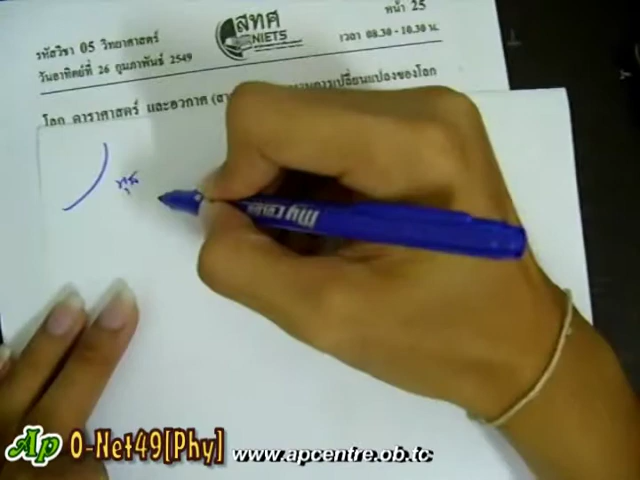 สทศ
NIETS
หน้า 25
รหัสวิชา 05 วิทยาศาสตร์
เวลา 08.30 - 10.30 น.
วันอาทิตย์ที่ 26 กุมภาพันธ์ 2549
โลก ดาราศาสตร์ และอวกาศ การเปลี่ยนแปลงของโลก
my color
Ap O-Net49[Phy] www.apcentre.ob.tc